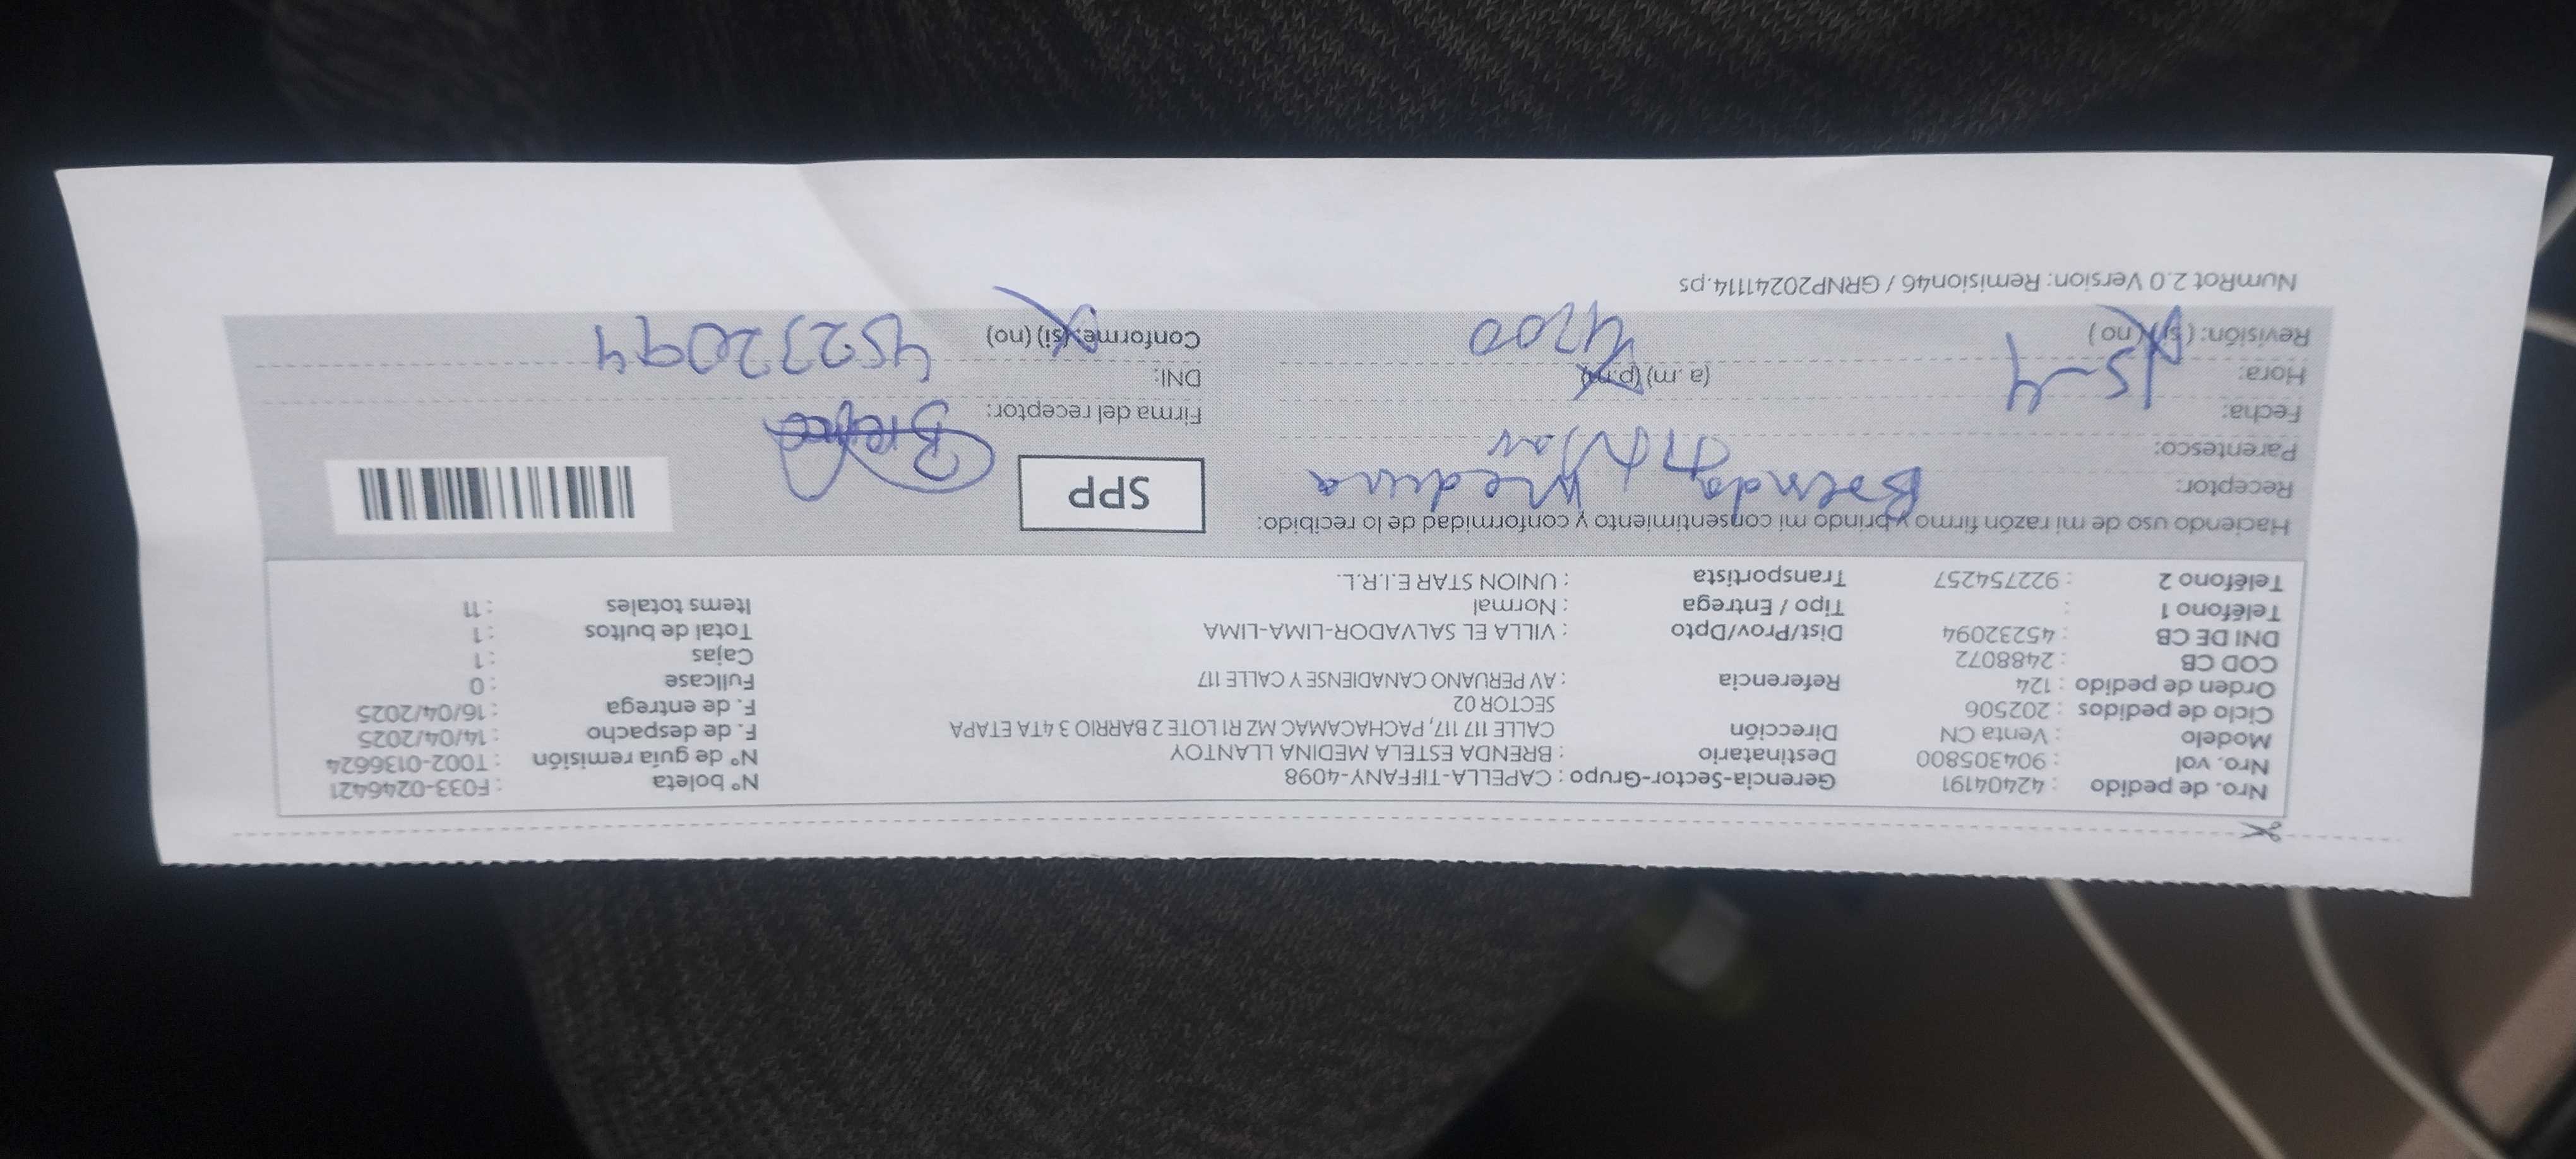 Nro. de pedido : 42404191 Gerencia-Sector-Grupo : CAPELLA-TIFFANY-4098 N° boleta : F033-0246421
Nro. vol : 904305800 Destinatario : BRENDA ESTELA MEDINA LLANTOY N° de guía remisión : T002-0136624
Modelo : Venta CN Dirección CALLE 117 117, PACHACAMAC MZ R1 LOTE 2 BARRIO 3 4TA ETAPA F. de despacho : 14/04/2025
Ciclo de pedidos : 202506 SECTOR 02 F. de entrega : 16/04/2025
Orden de pedido : 124 Referencia : AV PERUANO CANADIENSE Y CALLE 117 Fullcase : 0
COD CB : 2488072 Cajas : 1
DNI DE CB : 45232094 Dist/Prov/Dpto : VILLA EL SALVADOR-LIMA-LIMA Total de bultos : 1
Teléfono 1 : Tipo / Entrega : Normal Items totales : 11
Teléfono 2 : 922754257 Transportista : UNION STAR E.I.R.L.
Haciendo uso de mi razón firmo y brindo mi consentimiento y conformidad de lo recibido:
Receptor: Brenda Medina SPP
Parentesco: Titular
Fecha: 15-4 Firma del receptor:
Hora: 4200 (a .m) (p.m) DNI: 45232094
Revisión: ( si ) ( no ) Conforme: (si) (no)
NumRot 2.0 Version: Remision46 / GRNP20241114.ps